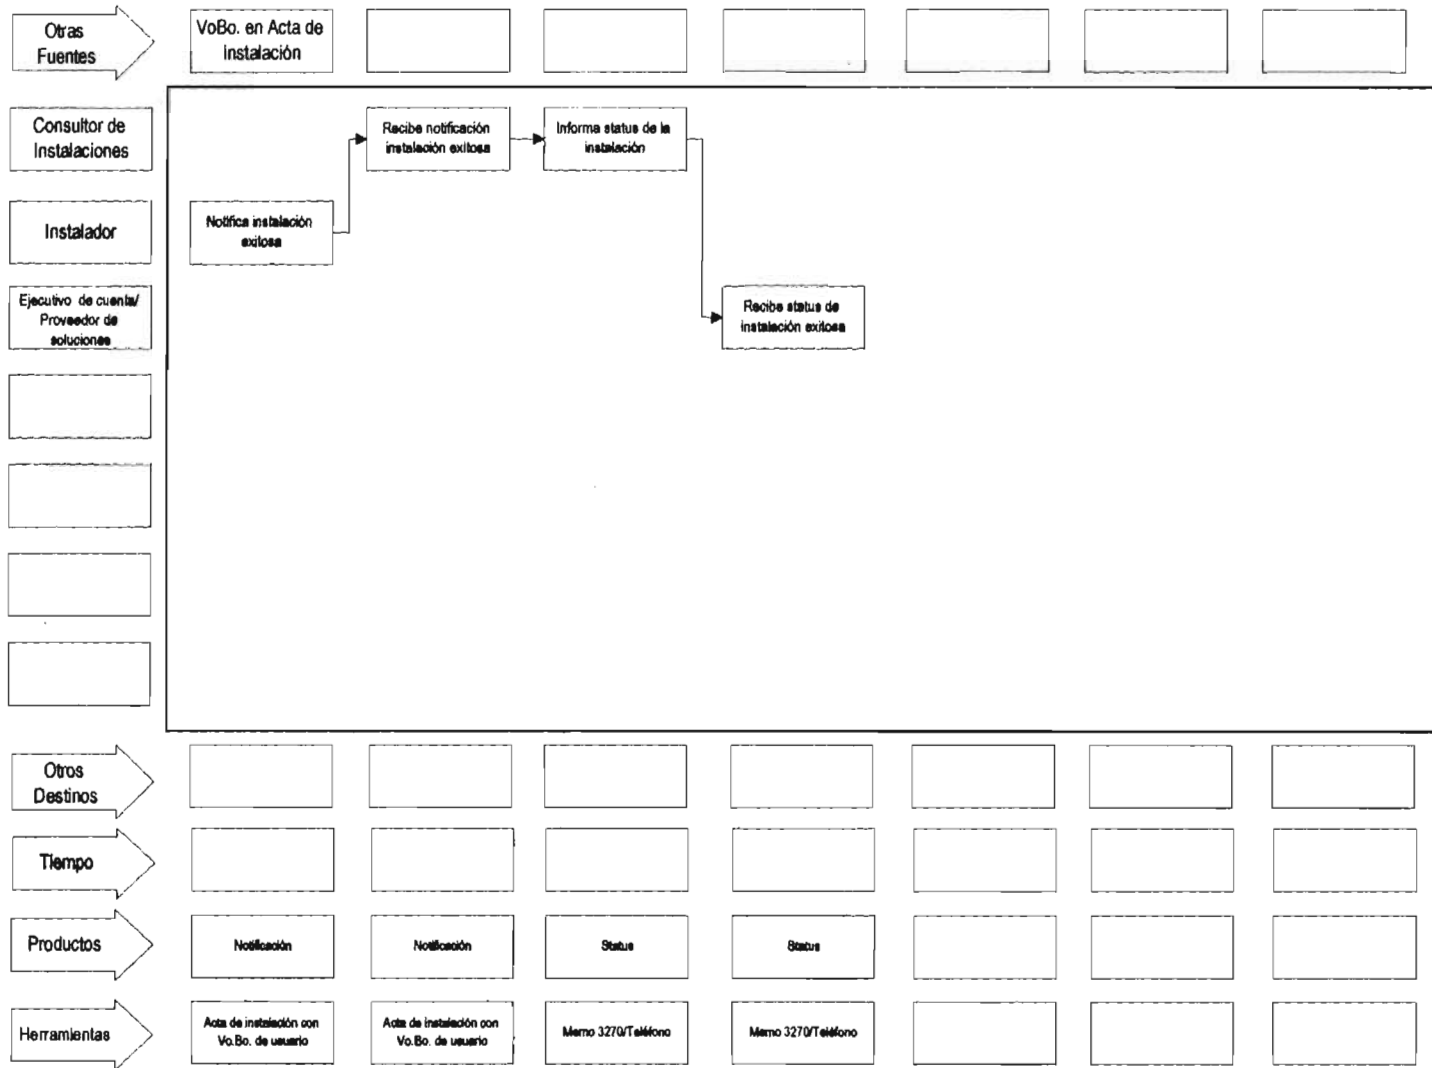 Otras
Fuentes
VoBo. en Acta de
Instalación
Consultor de
Instalaciones
Recibe notificación
instalación exitosa
Informa status de la
instalación
Instalador
Notifica instalación
exitosa
Ejecutivo de cuenta/
Proveedor de
soluciones
Recibe status de
instalación exitosa
Otros
Destinos
Tiempo
Productos
Notificación
Notificación
Status
Status
Herramientas
Acta de instalación con
Vo.Bo. de usuario
Acta de instalación con
Vo.Bo. de usuario
Memo 3270/Teléfono
Memo 3270/Teléfono